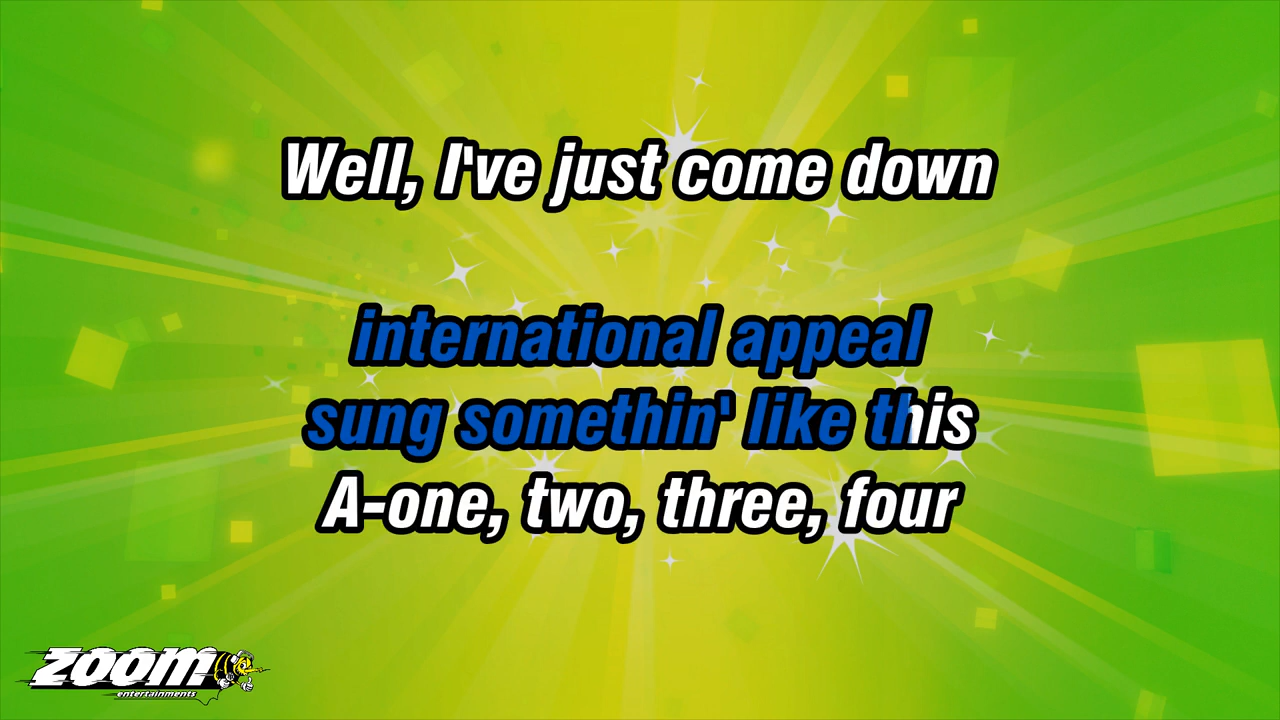 Well, I've just come down
international appeal
sung somethin' like this
A-one, two, three, four
zoom
entertainments